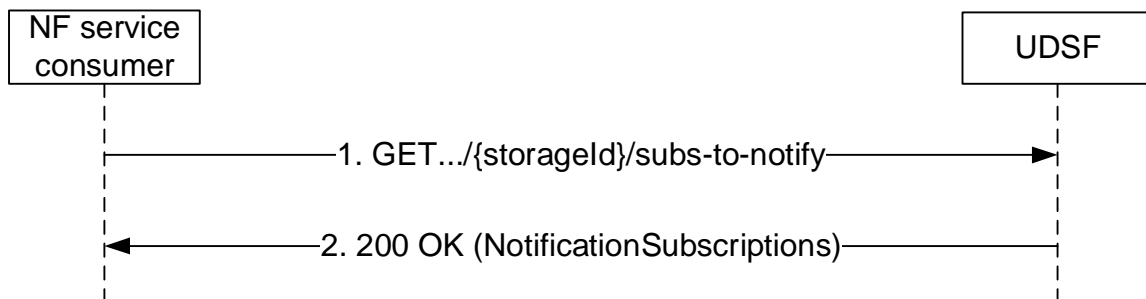 NF service
consumer
UDSF
1. GET.../{storageId}/subs-to-notify
2. 200 OK (NotificationSubscriptions)